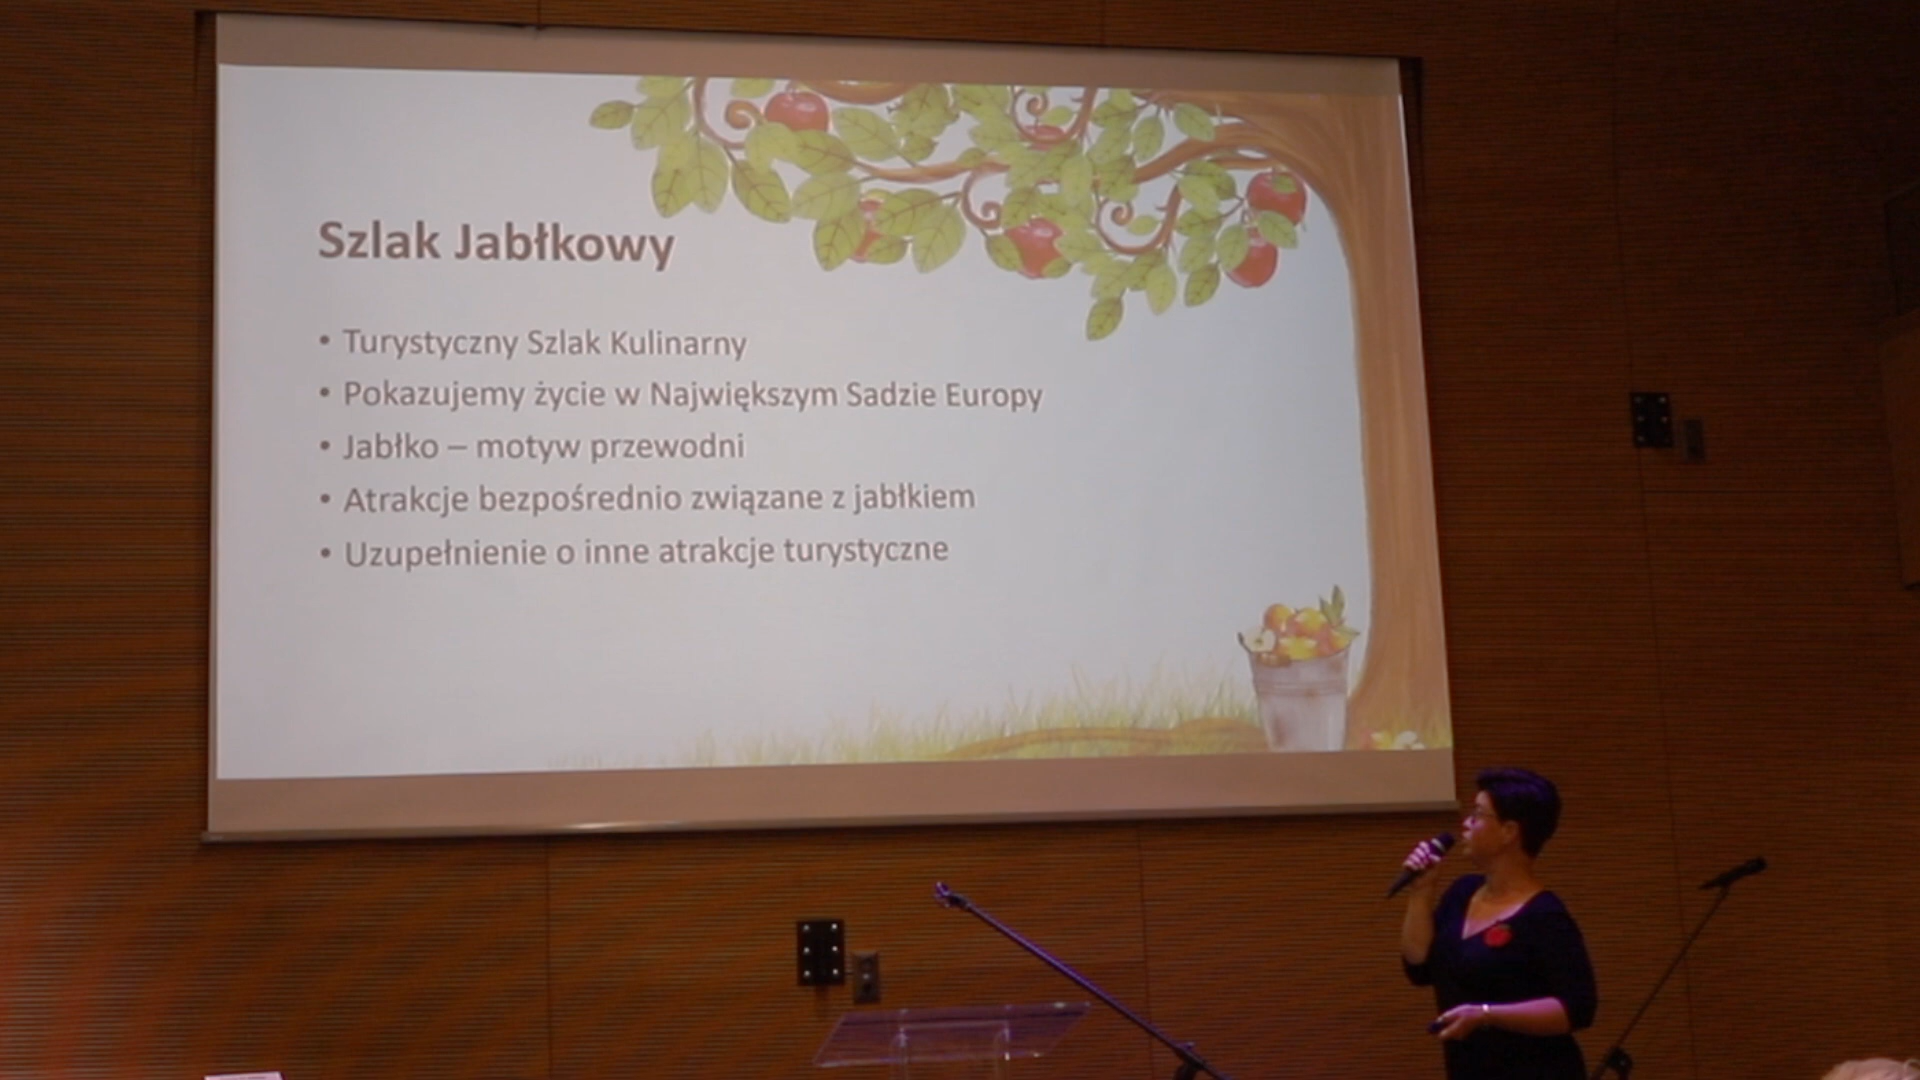 Szlak Jabłkowy
• Turystyczny Szlak Kulinarny
• Pokazujemy życie w Największym Sadzie Europy
• Jabłko – motyw przewodni
• Atrakcje bezpośrednio związane z jabłkiem
• Uzupełnienie o inne atrakcje turystyczne